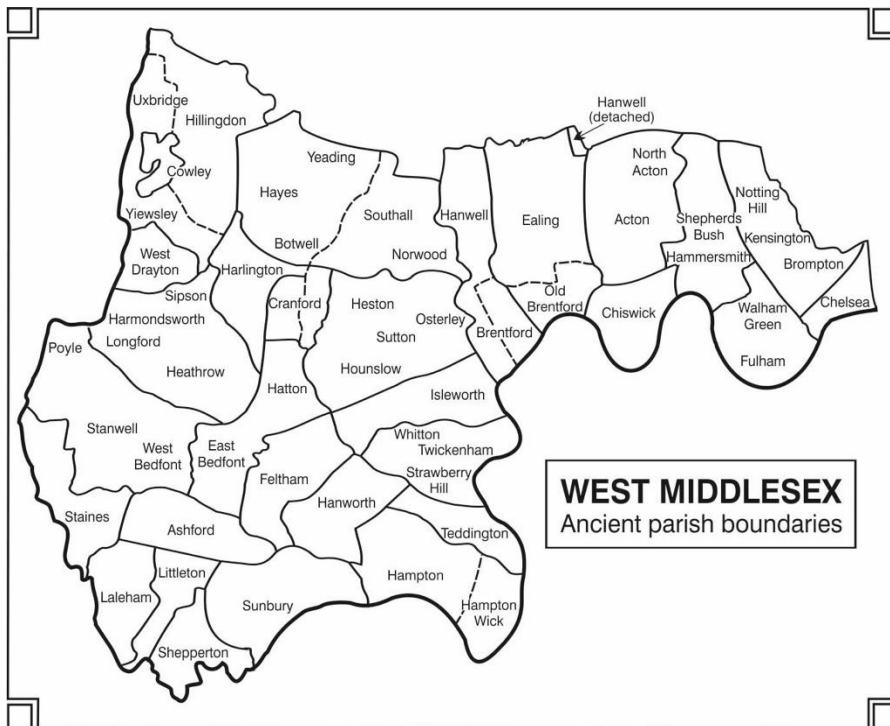 Hanwell
(detached)
Uxbridge
Hillingdon
Cowley
Yiewsley
West
Drayton
Yeading
Hayes
Botwell
Southall
Norwood
Hanwell
Ealing
North
Acton
Acton
Shepherds
Bush
Hammersmith
Notting
Hill
Kensington
Brompton
Chelsea
Walham
Green
Fulham
Chiswick
Old
Brentford
Brentford
Harlington
Cranford
Sipson
Harmondsworth
Longford
Heathrow
Heston
Osterley
Sutton
Hounslow
Isleworth
Poyle
Stanwell
West
Bedfont
East
Bedfont
Hatton
Feltham
Whitton
Twickenham
Strawberry
Hill
Hanworth
Staines
Ashford
Teddington
Laleham
Littleton
Sunbury
Hampton
Hampton
Wick
Shepperton
WEST MIDDLESEX
Ancient parish boundaries